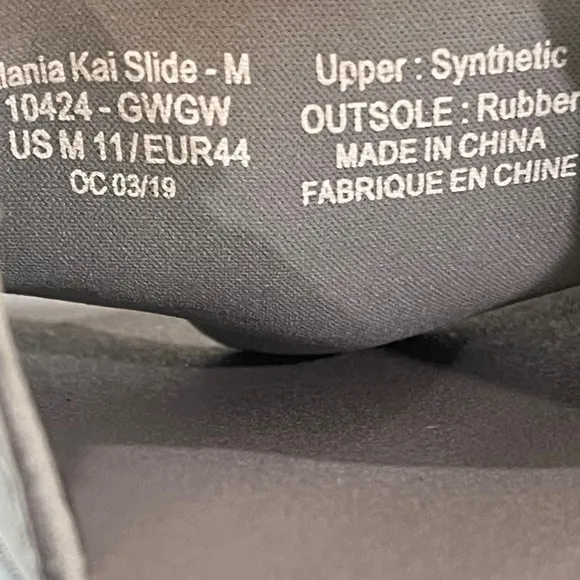 Kai Slide - M
10424 - GWGW
US M 11/EUR44
OC 03/19
Upper : Synthetic
OUTSOLE : Rubber
MADE IN CHINA
FABRIQUE EN CHINE